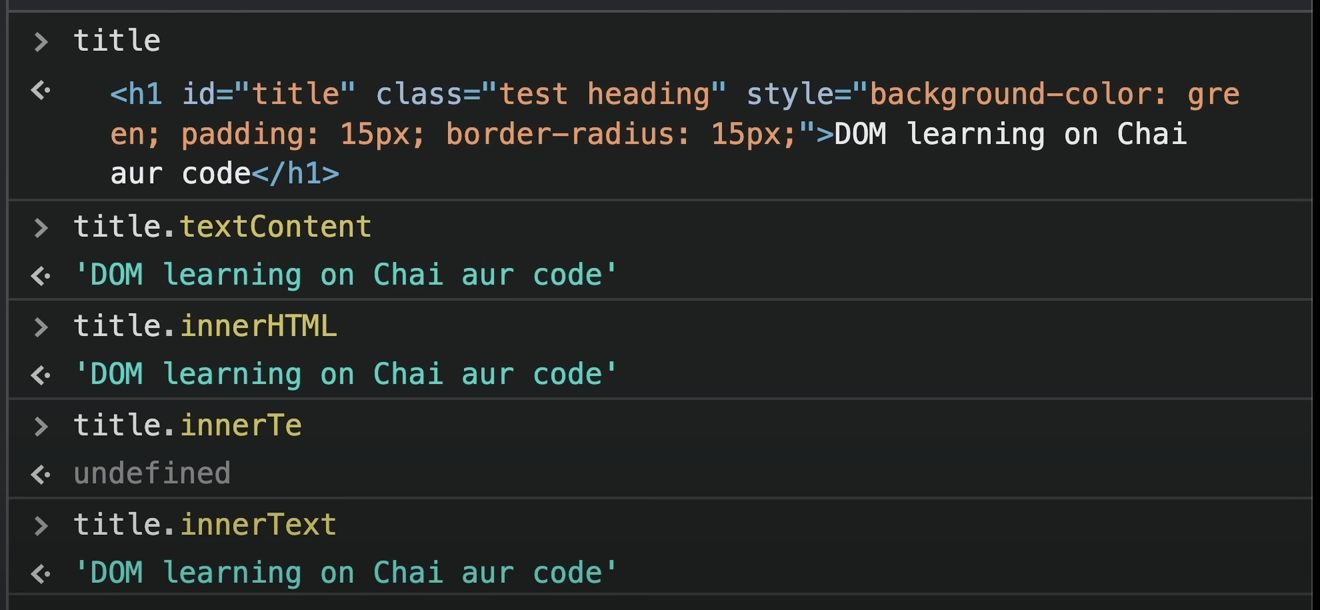 > title
<h1 id="title" class="test heading" style="background-color: gre
en; padding: 15px; border-radius: 15px;">DOM learning on Chai
aur code</h1>
> title.textContent
'DOM learning on Chai aur code'
> title.innerHTML
'DOM learning on Chai aur code'
> title.innerTe
undefined
> title.innerText
'DOM learning on Chai aur code'